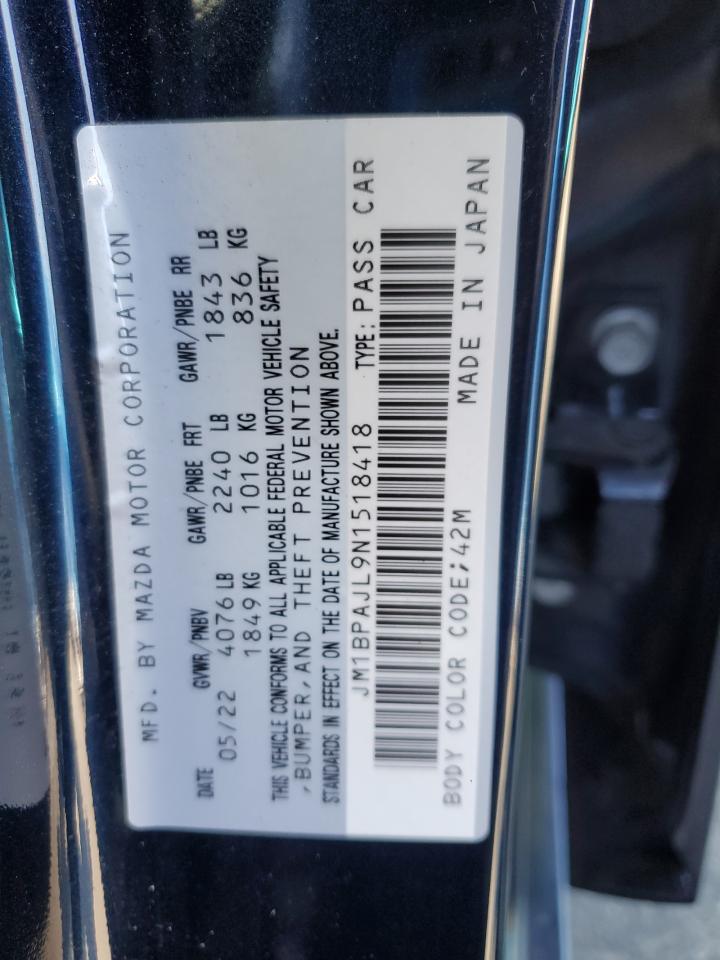 MFD. BY MAZDA MOTOR CORPORATION
DATE GVWR/PNBV GAWR/PNBE FRT GAWR/PNBE RR
05/22 4076 LB 2240 LB 1843 LB
1849 KG 1016 KG 836 KG
THIS VEHICLE CONFORMS TO ALL APPLICABLE FEDERAL MOTOR VEHICLE SAFETY
,BUMPER,AND THEFT PREVENTION
STANDARDS IN EFFECT ON THE DATE OF MANUFACTURE SHOWN ABOVE.
JM1BPAJL9N1518418 TYPE: PASS CAR
BODY COLOR CODE;42M MADE IN JAPAN